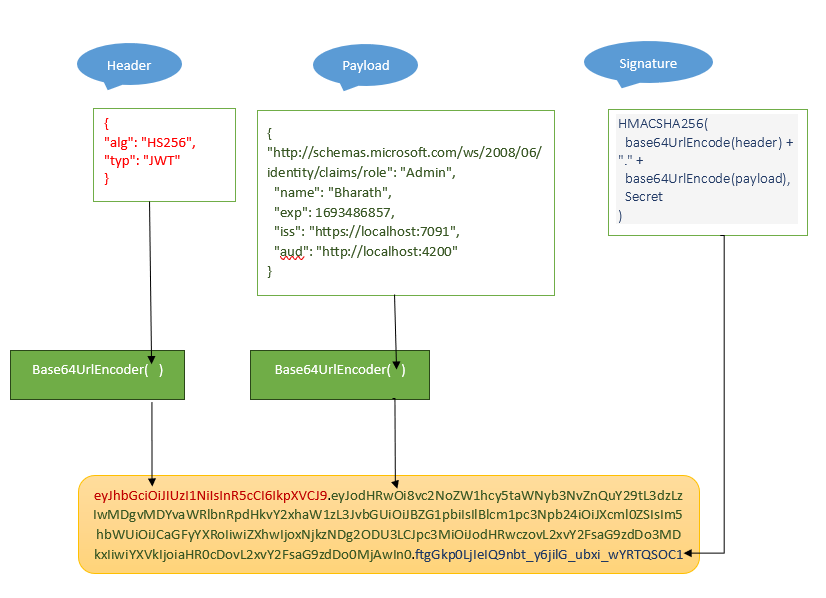 Header
Payload
Signature
{
"alg": "HS256",
"typ": "JWT"
}
{
"http://schemas.microsoft.com/ws/2008/06/
identity/claims/role": "Admin",
"name": "Bharath",
"exp": 1693486857,
"iss": "https://localhost:7091",
"aud": "http://localhost:4200"
}
HMACSHA256(
base64UrlEncode(header) +
"." +
base64UrlEncode(payload),
Secret
)
Base64UrlEncoder( )
Base64UrlEncoder( )
eyJhbGciOiJIUzI1NiIsInR5cCI6IkpXVCJ9.eyJodHRwOi8vc2NoZW1hcy5taWNyb3NvZnQuY29tL3dzLz
IwMDgvMDYvaWRlbnRpdHkvY2xhaW1zL3JvbGUiOiJBZG1pbiIsIlBlcm1pc3Npb24iOiJXcml0ZSIsIm5
hbWUiOiJCaGFyYXRoIiwiZXhwIjoxNjkzNDg2ODU3LCJpc3MiOiJodHRwczovL2xvY2FsaG9zdDo3MD
kxIiwiYXVkIjoiaHR0cDovL2xvY2FsaG9zdDo0MjAwIn0.ftgGkp0LjIeIQ9nbt_y6jilG_ubxi_wYRTQSOC1